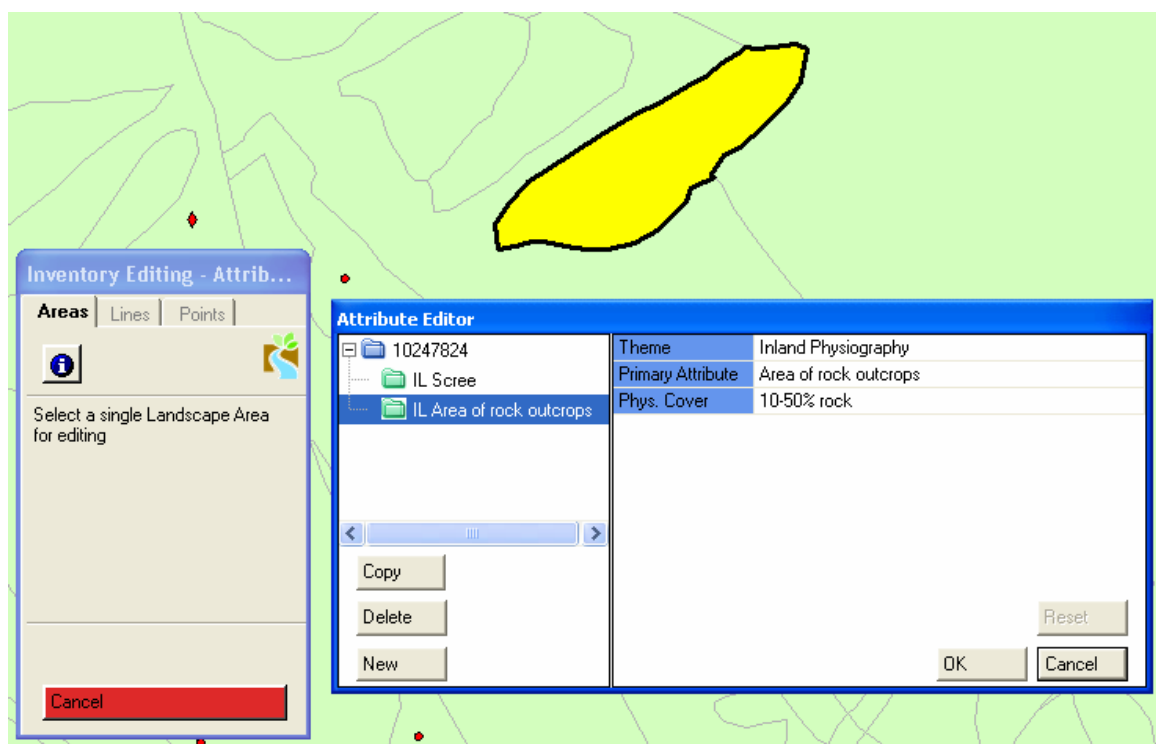 Inventory Editing - Attrib...
Areas Lines Points
Select a single Landscape Area
for editing
Cancel
Attribute Editor
10247824
IL Scree
IL Area of rock outcrops
Theme Inland Physiography
Primary Attribute Area of rock outcrops
Phys. Cover 10-50% rock
Copy
Delete
New
Reset
OK Cancel